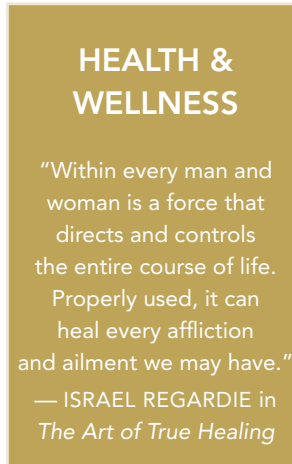 HEALTH &
WELLNESS
“Within every man and
woman is a force that
directs and controls
the entire course of life.
Properly used, it can
heal every affliction
and ailment we may have.”
— ISRAEL REGARDIE in
The Art of True Healing